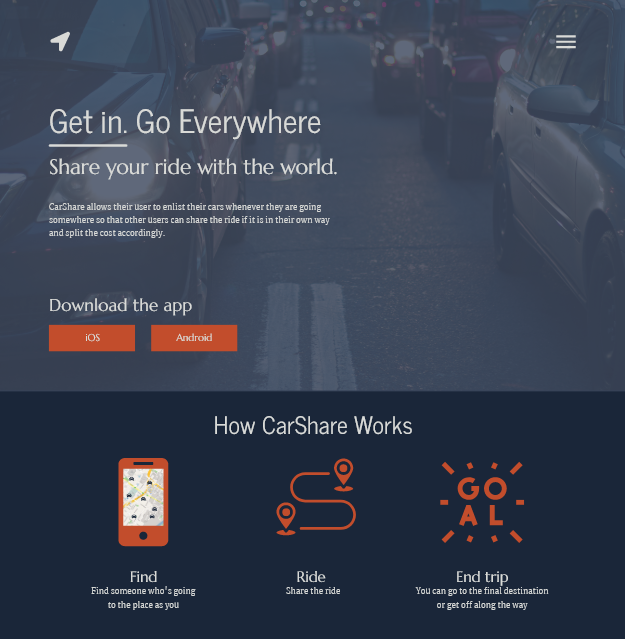 Get in. Go Everywhere
Share your ride with the world.
CarShare allows their user to enlist their cars whenever they are going
somewhere so that other users can share the ride if it is in their own way
and split the cost accordingly.
Download the app
iOS Android
How CarShare Works
GO
AL
Find Ride End trip
Find someone who's going Share the ride You can go to the final destination
to the place as you or get off along the way